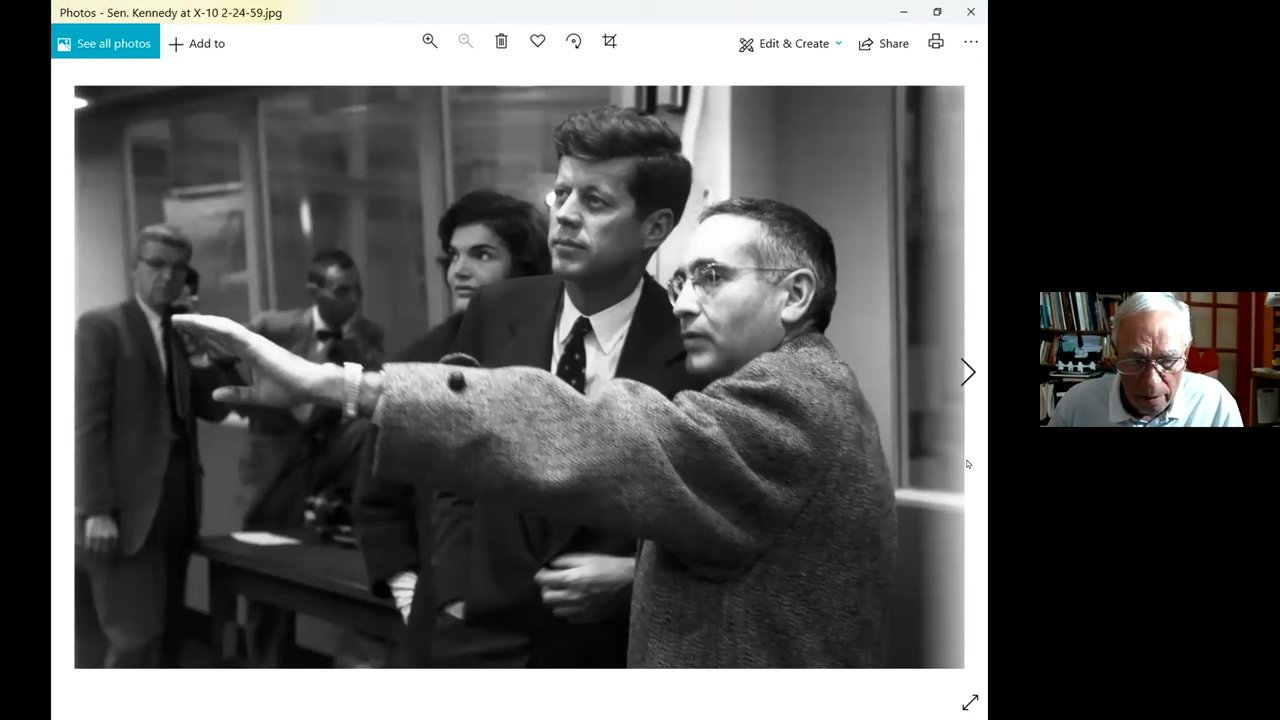 Photos - Sen. Kennedy at X-10 2-24-59.jpg
See all photos
Add to
Edit & Create
Share